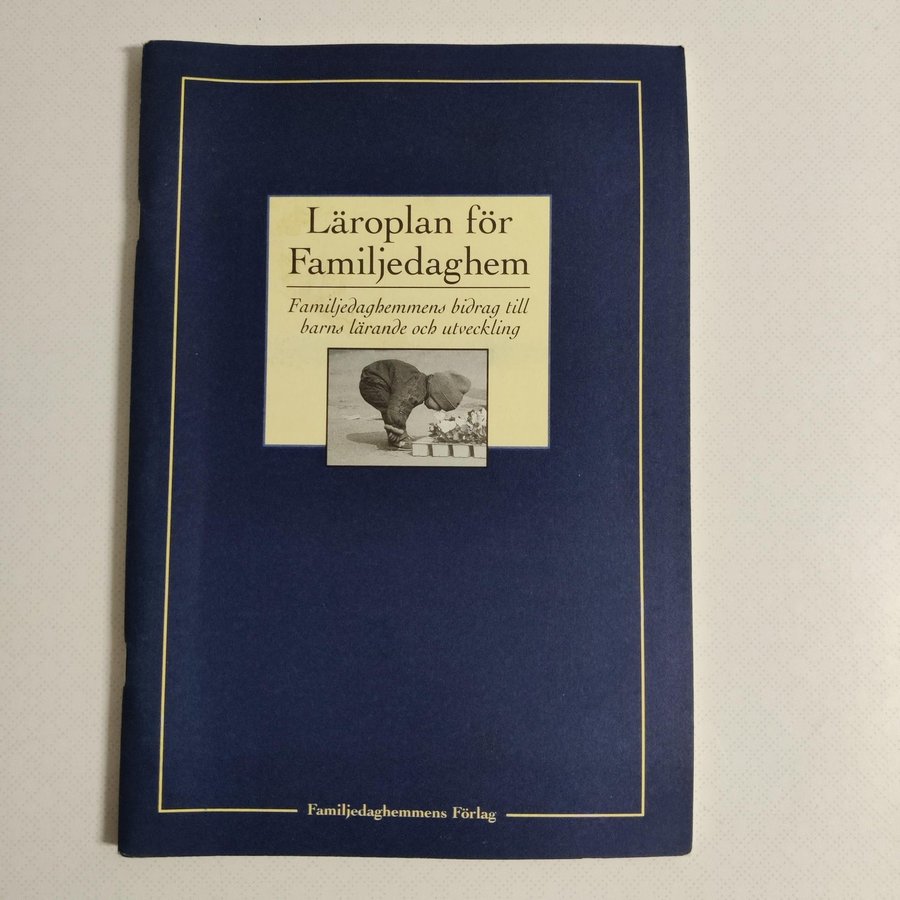 Läroplan för
Familjedaghem
Familjedaghemmens bidrag till
barns lärande och utveckling
Familjedaghemmens Förlag